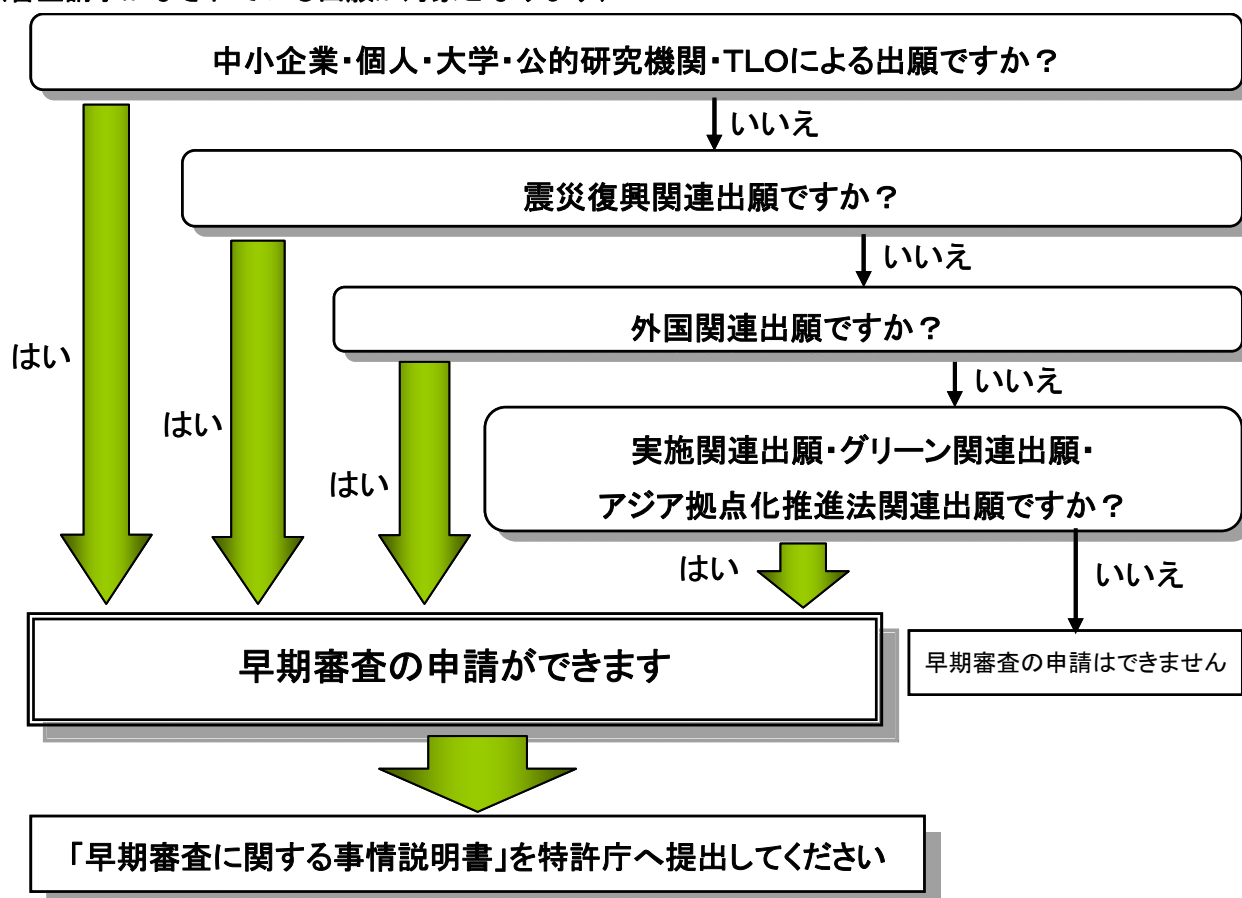 中小企業・個人・大学・公的研究機関・TLOによる出願ですか？
いいえ
震災復興関連出願ですか？
いいえ
外国関連出願ですか？
はい
いいえ
はい
実施関連出願・グリーン関連出願・
アジア拠点化推進法関連出願ですか？
はい
はい
いいえ
早期審査の申請ができます
早期審査の申請はできません
「早期審査に関する事情説明書」を特許庁へ提出してください